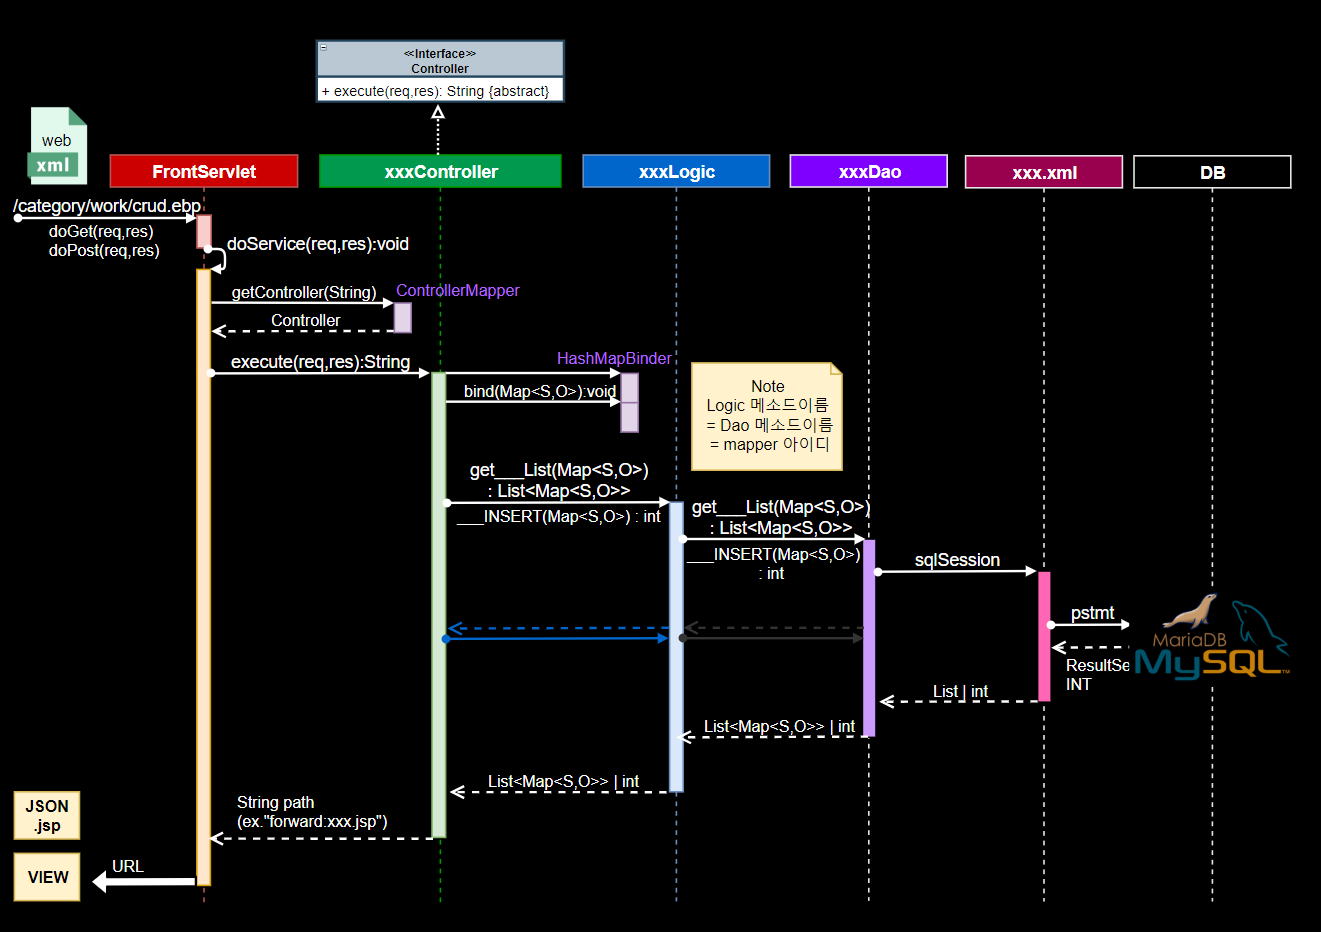 <<Interface>>
Controller
+ execute(req,res): String {abstract}
web
xml
FrontServlet
xxxController
xxxLogic
xxxDao
xxx.xml
DB
/category/work/crud.ebp
doGet(req,res)
doPost(req,res)
doService(req,res):void
getController(String)
ControllerMapper
Controller
execute(req,res):String
HashMapBinder
bind(Map<S,O>):void
Note
Logic 메소드이름
= Dao 메소드이름
= mapper 아이디
get___List(Map<S,O>)
: List<Map<S,O>>
___INSERT(Map<S,O>) : int
get___List(Map<S,O>)
: List<Map<S,O>>
___INSERT(Map<S,O>)
: int
sqlSession
pstmt
MariaDB
MySQL
ResultSe
INT
List | int
List<Map<S,O>> | int
List<Map<S,O>> | int
String path
(ex."forward:xxx.jsp")
JSON
.jsp
VIEW
URL